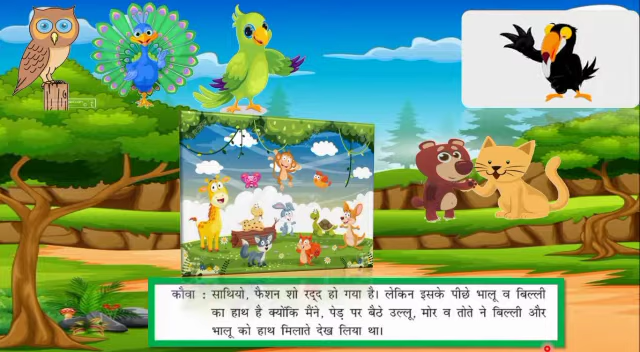 कौवा : साथियो, फैशन शो रद्द हो गया है। लेकिन इसके पीछे भालू व बिल्ली
का हाथ है क्योंकि मैंने, पेड़ पर बैठे उल्लू, मोर व तोते ने बिल्ली और
भालू को हाथ मिलाते देख लिया था।